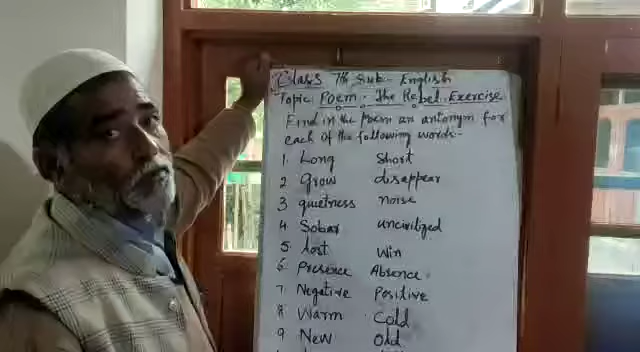 Class 7th Sub - English
Topic: Poem - The Rebel. Exercise
Find in the poem an antonym for
each of the following words:-
1. Long Short
2 Grow disappear
3 quietness noise
4 Sobar uncivilized
5 lost win
6 Presence Absence
7 Negative Positive
8 Warm Cold
9 New old